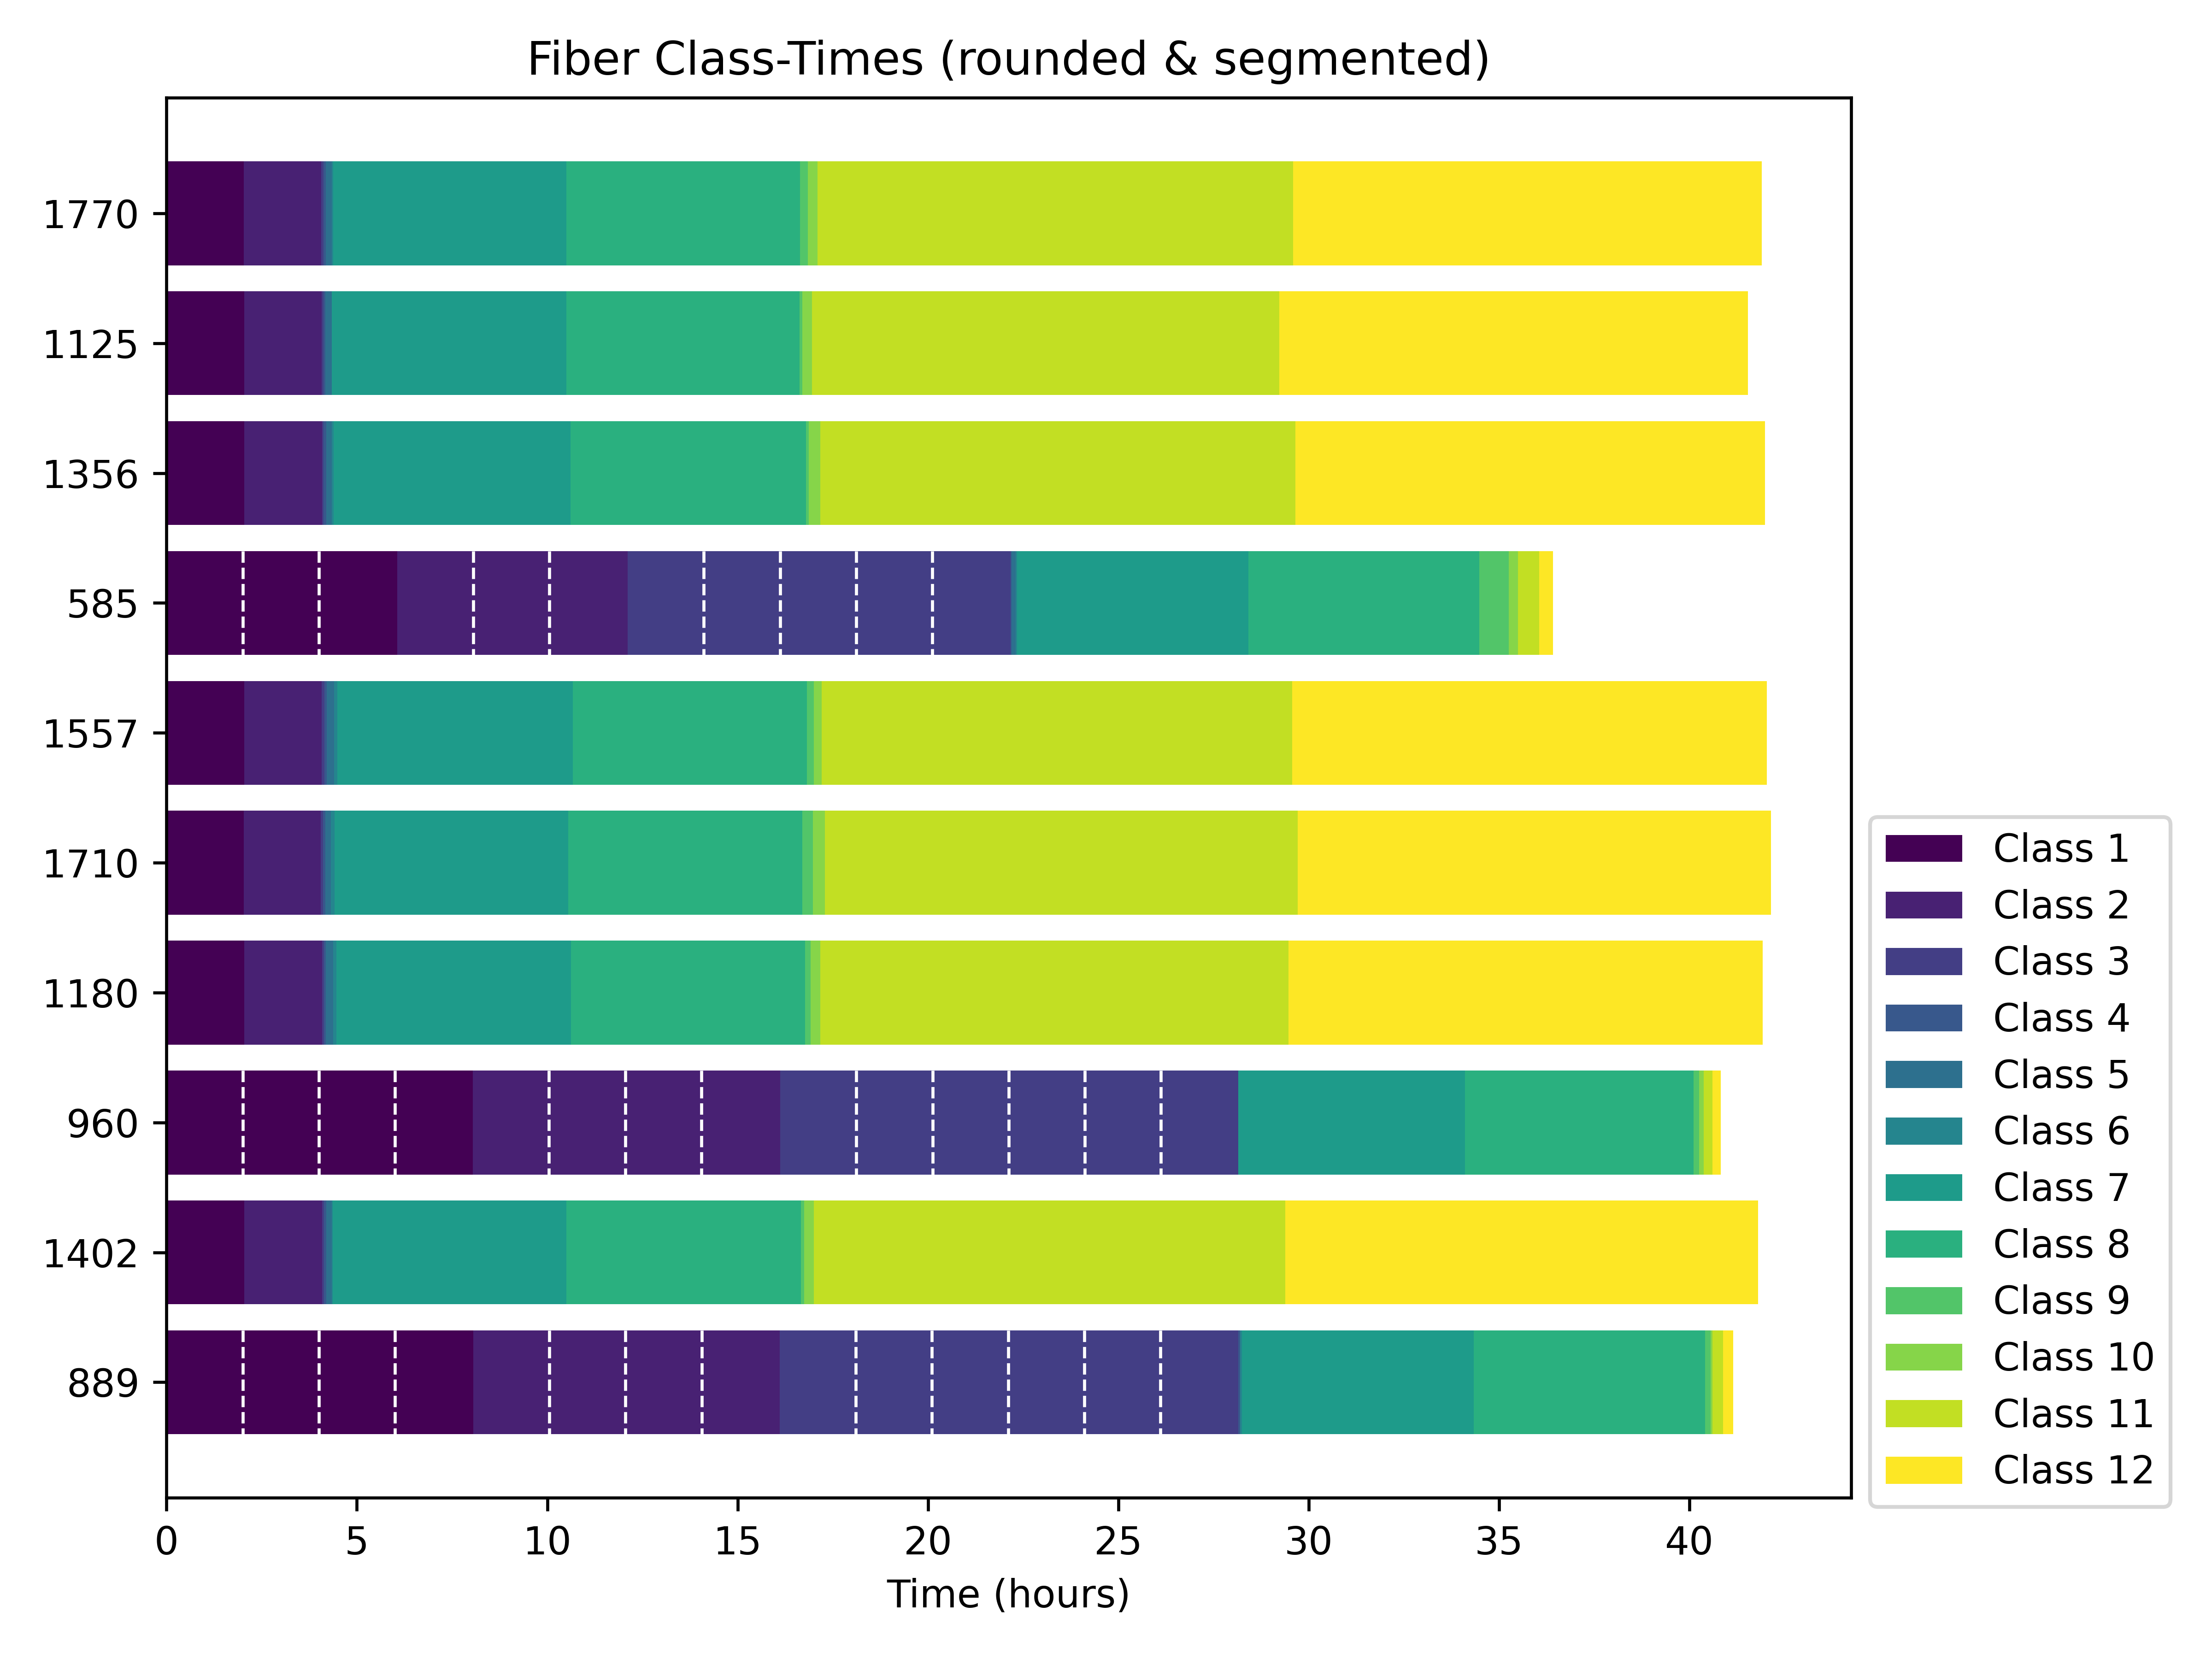 Fiber Class-Times (rounded & segmented)
1770
1125
1356
585
1557
1710
1180
960
1402
889
0 5 10 15 20 25 30 35 40
Time (hours)
Class 1
Class 2
Class 3
Class 4
Class 5
Class 6
Class 7
Class 8
Class 9
Class 10
Class 11
Class 12